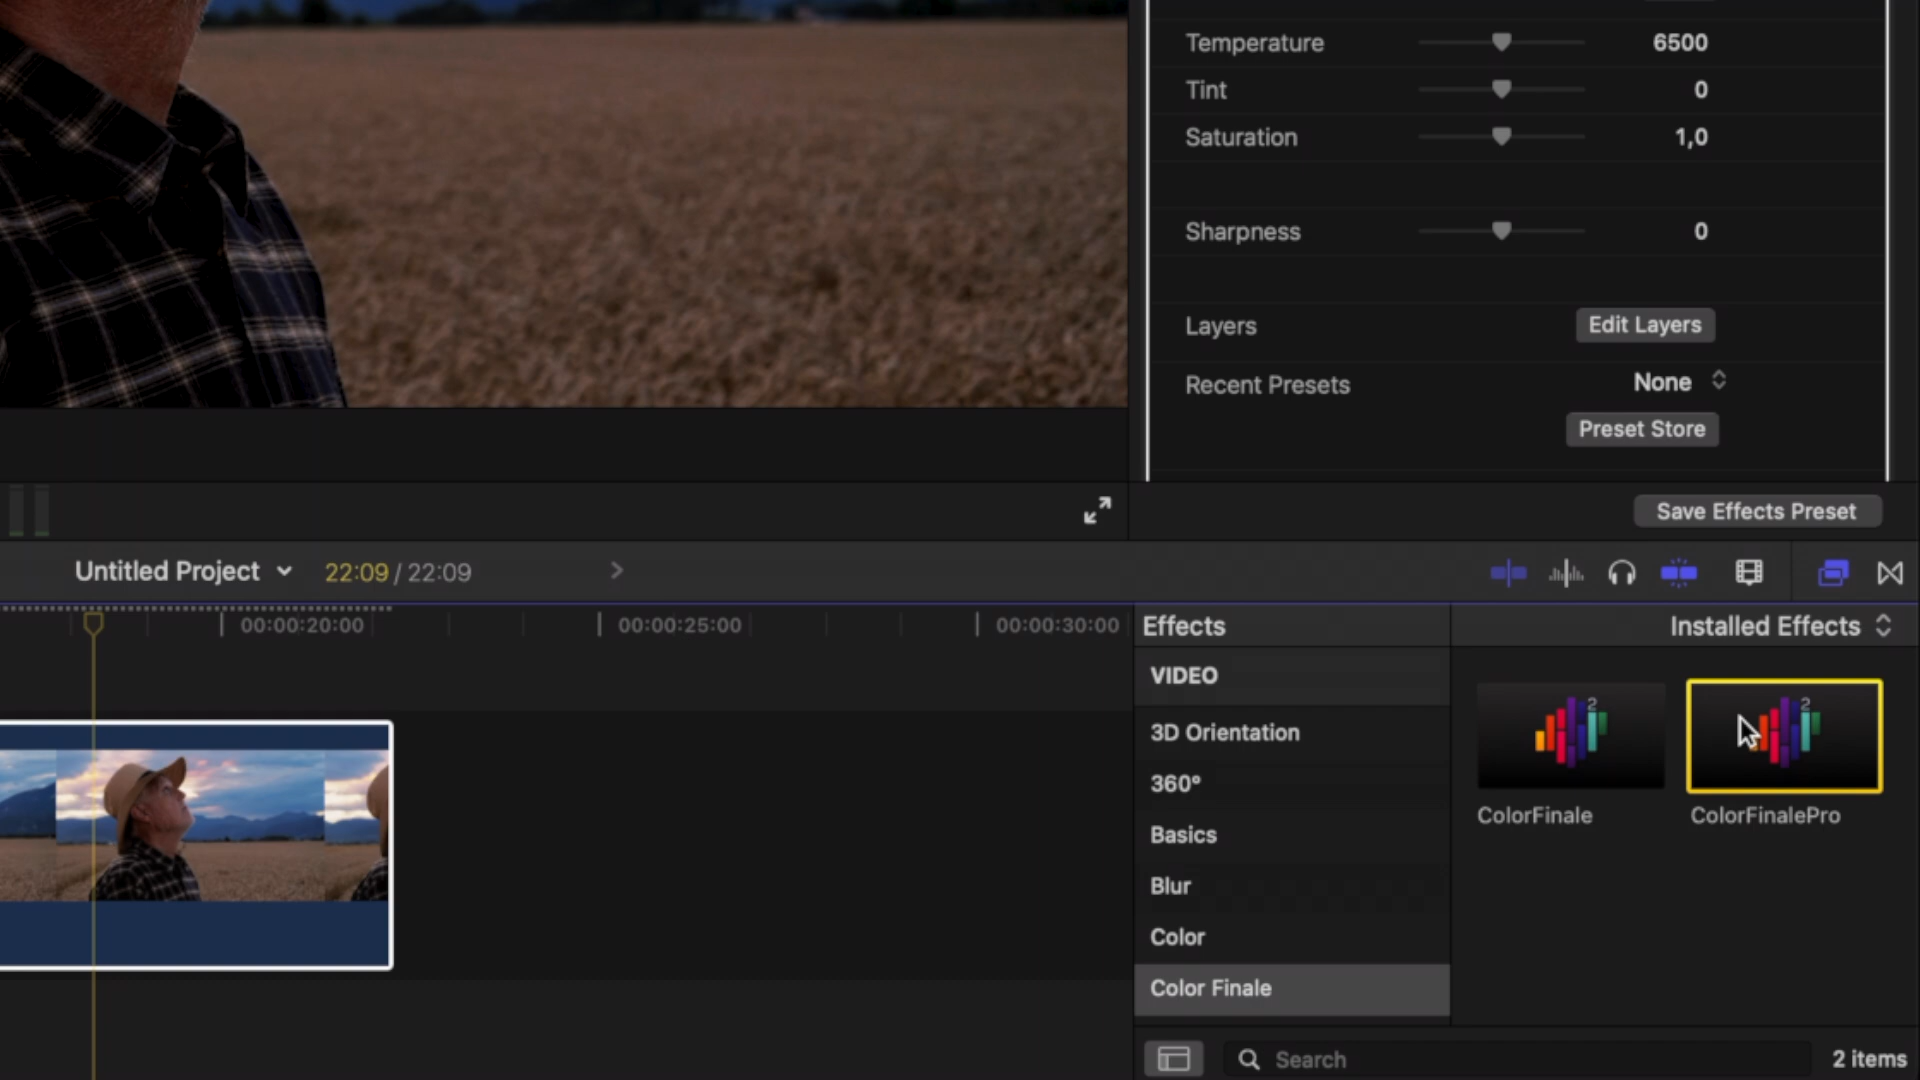 Temperature 6500
Tint 0
Saturation 1,0
Sharpness 0
Layers Edit Layers
Recent Presets None
Preset Store
Save Effects Preset
Untitled Project 22:09 / 22:09
00:00:20:00 00:00:25:00 00:00:30:00
Effects
Installed Effects
VIDEO
3D Orientation
360°
Basics
Blur
Color
Color Finale
2
ColorFinale
2
ColorFinalePro
Search
2 items